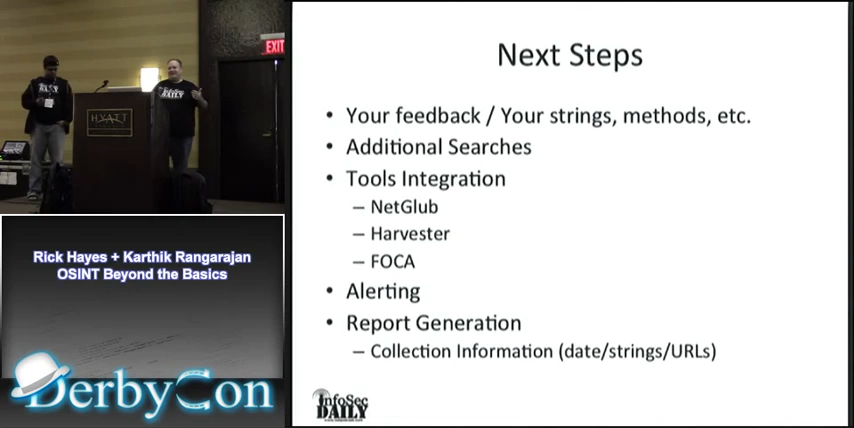 EXIT
DAILY
HYATT
Rick Hayes + Karthik Rangarajan
OSINT Beyond the Basics
DerbyCon
Next Steps
• Your feedback / Your strings, methods, etc.
• Additional Searches
• Tools Integration
– NetGlub
– Harvester
– FOCA
• Alerting
• Report Generation
– Collection Information (date/strings/URLs)
InfoSec
DAILY